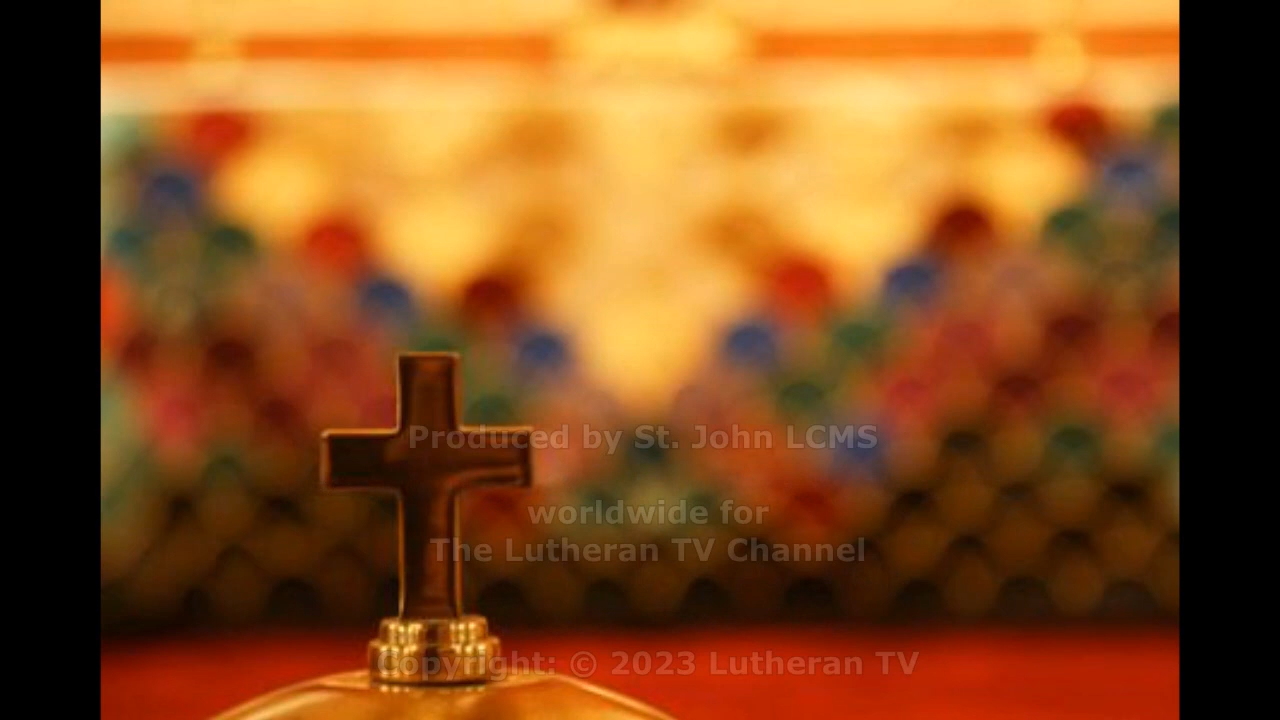 Produced by St. John LCMS
worldwide for
The Lutheran TV Channel
Copyright: © 2023 Lutheran TV